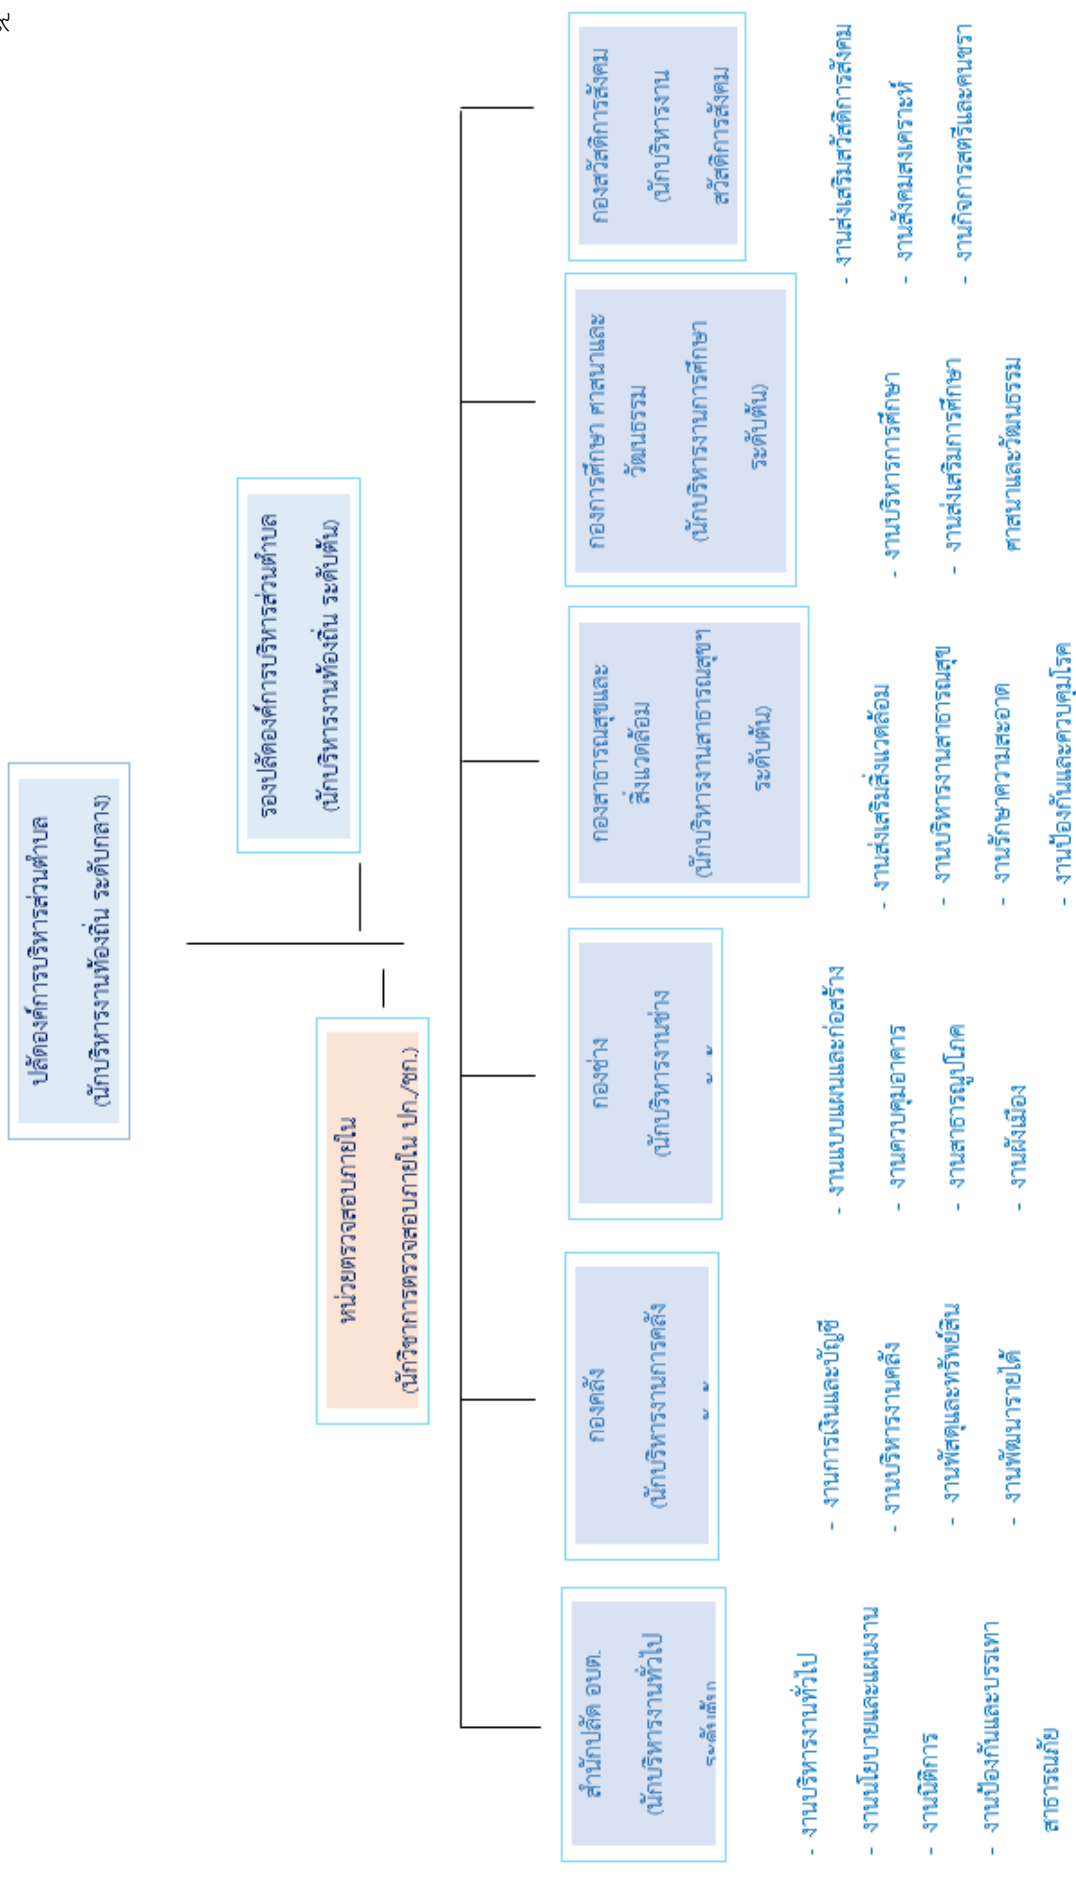 ๙
ปลัดองค์การบริหารส่วนตำบล
(นักบริหารงานท้องถิ่น ระดับกลาง)
รองปลัดองค์การบริหารส่วนตำบล
(นักบริหารงานท้องถิ่น ระดับต้น)
หน่วยตรวจสอบภายใน
(นักวิชาการตรวจสอบภายใน ปก./ชก.)
สำนักปลัด อบต.
(นักบริหารงานทั่วไป
ระดับต้น)
- งานบริหารงานทั่วไป
- งานนโยบายและแผนงาน
- งานนิติการ
- งานป้องกันและบรรเทา
สาธารณภัย
กองคลัง
(นักบริหารงานการคลัง
- งานการเงินและบัญชี
- งานบริหารงานคลัง
- งานพัสดุและทรัพย์สิน
- งานพัฒนารายได้
กองช่าง
(นักบริหารงานช่าง
- งานแบบแผนและก่อสร้าง
- งานควบคุมอาคาร
- งานสาธารณูปโภค
- งานผังเมือง
กองสาธารณสุขและ
สิ่งแวดล้อม
(นักบริหารงานสาธารณสุขฯ
ระดับต้น)
- งานส่งเสริมสิ่งแวดล้อม
- งานบริหารงานสาธารณสุข
- งานรักษาความสะอาด
- งานป้องกันและควบคุมโรค
กองการศึกษา ศาสนาและ
วัฒนธรรม
(นักบริหารงานการศึกษา
ระดับต้น)
- งานบริหารการศึกษา
- งานส่งเสริมการศึกษา
ศาสนาและวัฒนธรรม
กองสวัสดิการสังคม
(นักบริหารงาน
สวัสดิการสังคม
- งานส่งเสริมสวัสดิการสังคม
- งานสังคมสงเคราะห์
- งานกิจการสตรีและคนชรา